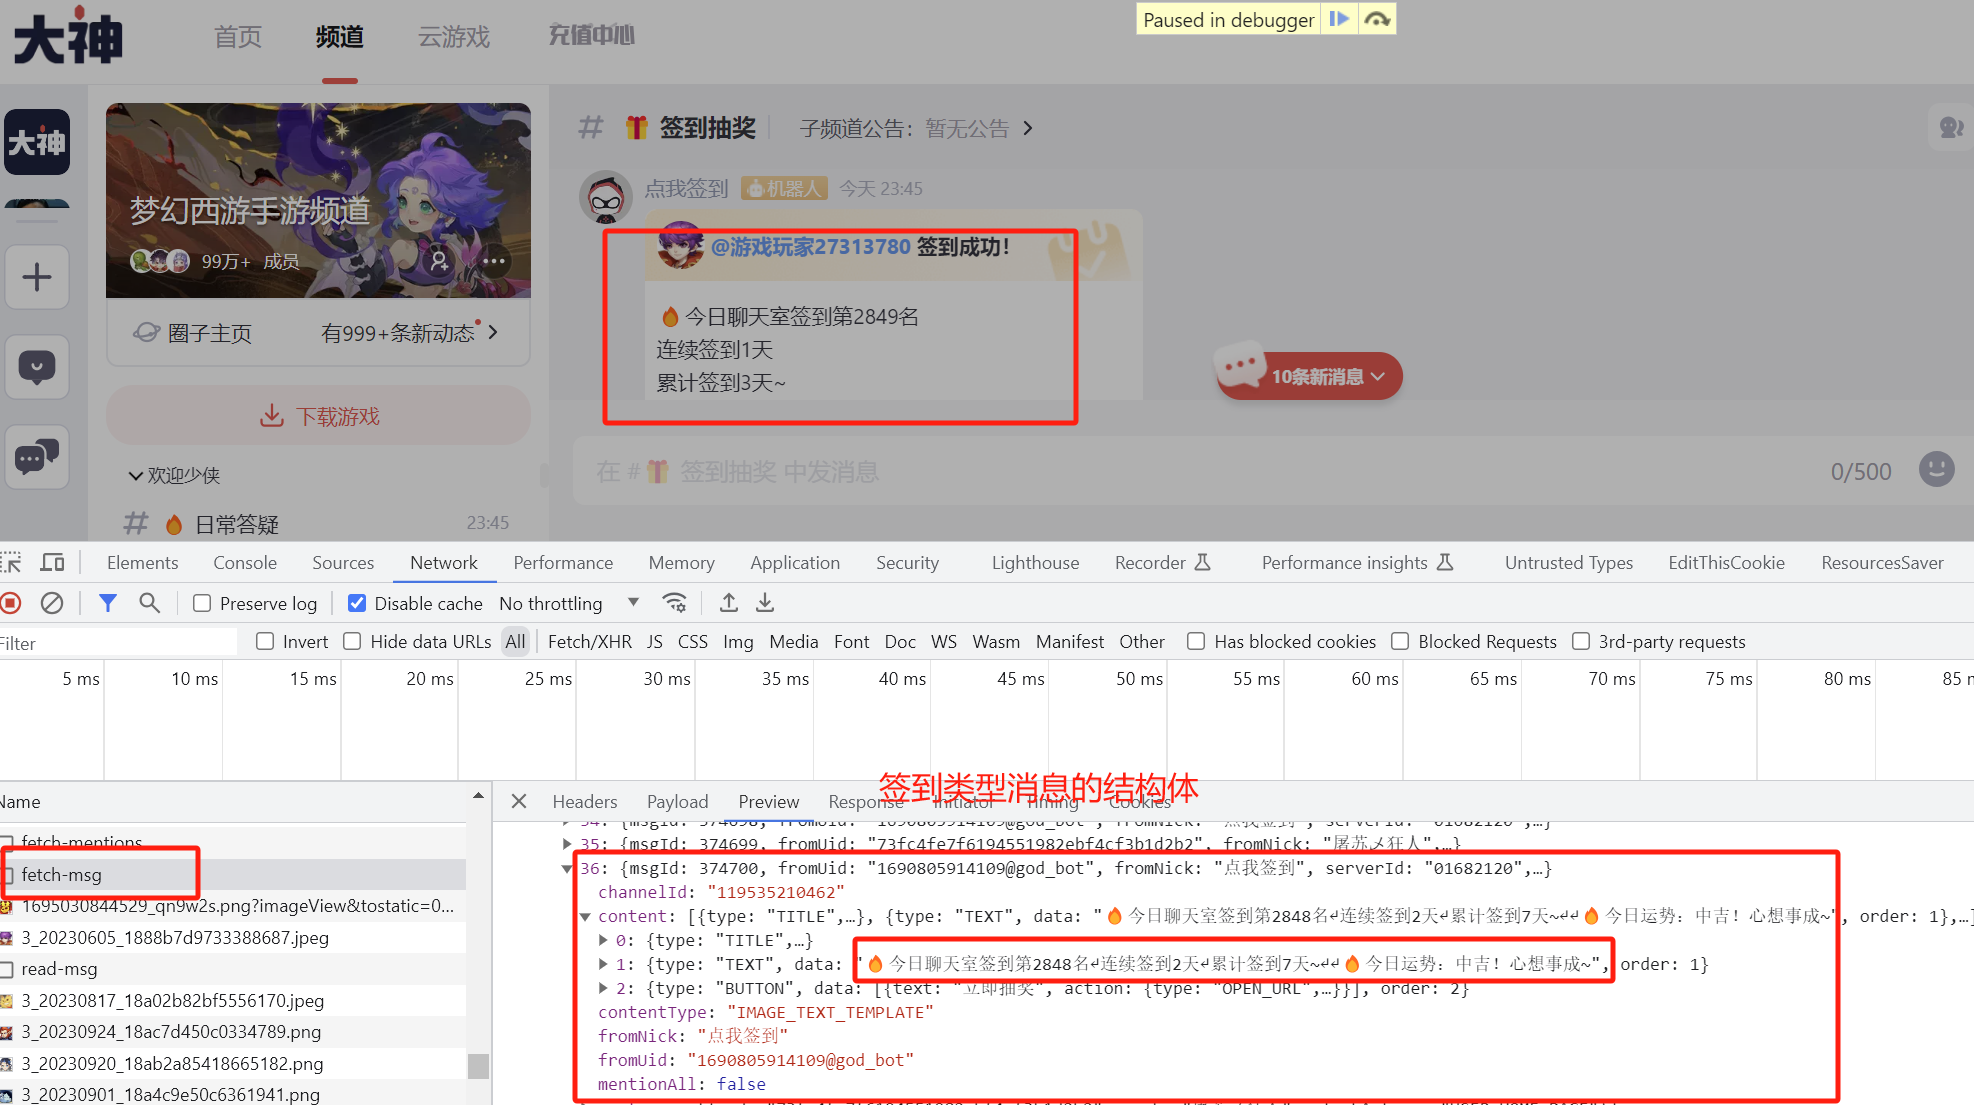 Paused in debugger
大神
首页
频道
云游戏
充值中心
大神
梦幻西游手游频道
99万+ 成员
圈子主页
有999+条新动态
下载游戏
欢迎少侠
# 日常答疑 23:45
# 签到抽奖
子频道公告：暂无公告
点我签到 机器人 今天 23:45
@游戏玩家27313780 签到成功！
今日聊天室签到第2849名
连续签到1天
累计签到3天~
10条新消息
在 # 签到抽奖 中发消息
0/500
Elements Console Sources Network Performance Memory Application Security Lighthouse Recorder Performance insights Untrusted Types EditThisCookie ResourcesSaver
Preserve log Disable cache No throttling
Filter Invert Hide data URLs All Fetch/XHR JS CSS Img Media Font Doc WS Wasm Manifest Other Has blocked cookies Blocked Requests 3rd-party requests
5 ms 10 ms 15 ms 20 ms 25 ms 30 ms 35 ms 40 ms 45 ms 50 ms 55 ms 60 ms 65 ms 70 ms 75 ms 80 ms 85 m
签到类型消息的结构体
Name
fetch-mentions
fetch-msg
1695030844529_qn9w2s.png?imageView&tostatic=0...
3_20230605_1888b7d9733388687.jpeg
read-msg
3_20230817_18a02b82bf5556170.jpeg
3_20230924_18ac7d450c0334789.png
3_20230920_18ab2a85418665182.png
3_20230901_18a4c9e50c6361941.png
Headers Payload Preview Response Initiator Timing Cookies
34: {msgId: 374698, fromUid: "1690805914109@god_bot", fromNick: "点我签到", serverId: "01682120",…}
35: {msgId: 374699, fromUid: "73fc4fe7f6194551982ebf4cf3b1d2b2", fromNick: "屠苏乄狂人",…}
36: {msgId: 374700, fromUid: "1690805914109@god_bot", fromNick: "点我签到", serverId: "01682120",…}
channelId: "119535210462"
content: [{type: "TITLE",…}, {type: "TEXT", data: "🔥今日聊天室签到第2848名↵连续签到2天↵累计签到7天~↵↵🔥今日运势：中吉！心想事成~", order: 1},…]
0: {type: "TITLE",…}
1: {type: "TEXT", data: "🔥今日聊天室签到第2848名↵连续签到2天↵累计签到7天~↵↵🔥今日运势：中吉！心想事成~", order: 1}
2: {type: "BUTTON", data: [{text: "立即抽奖", action: {type: "OPEN_URL",…}}], order: 2}
contentType: "IMAGE_TEXT_TEMPLATE"
fromNick: "点我签到"
fromUid: "1690805914109@god_bot"
mentionAll: false